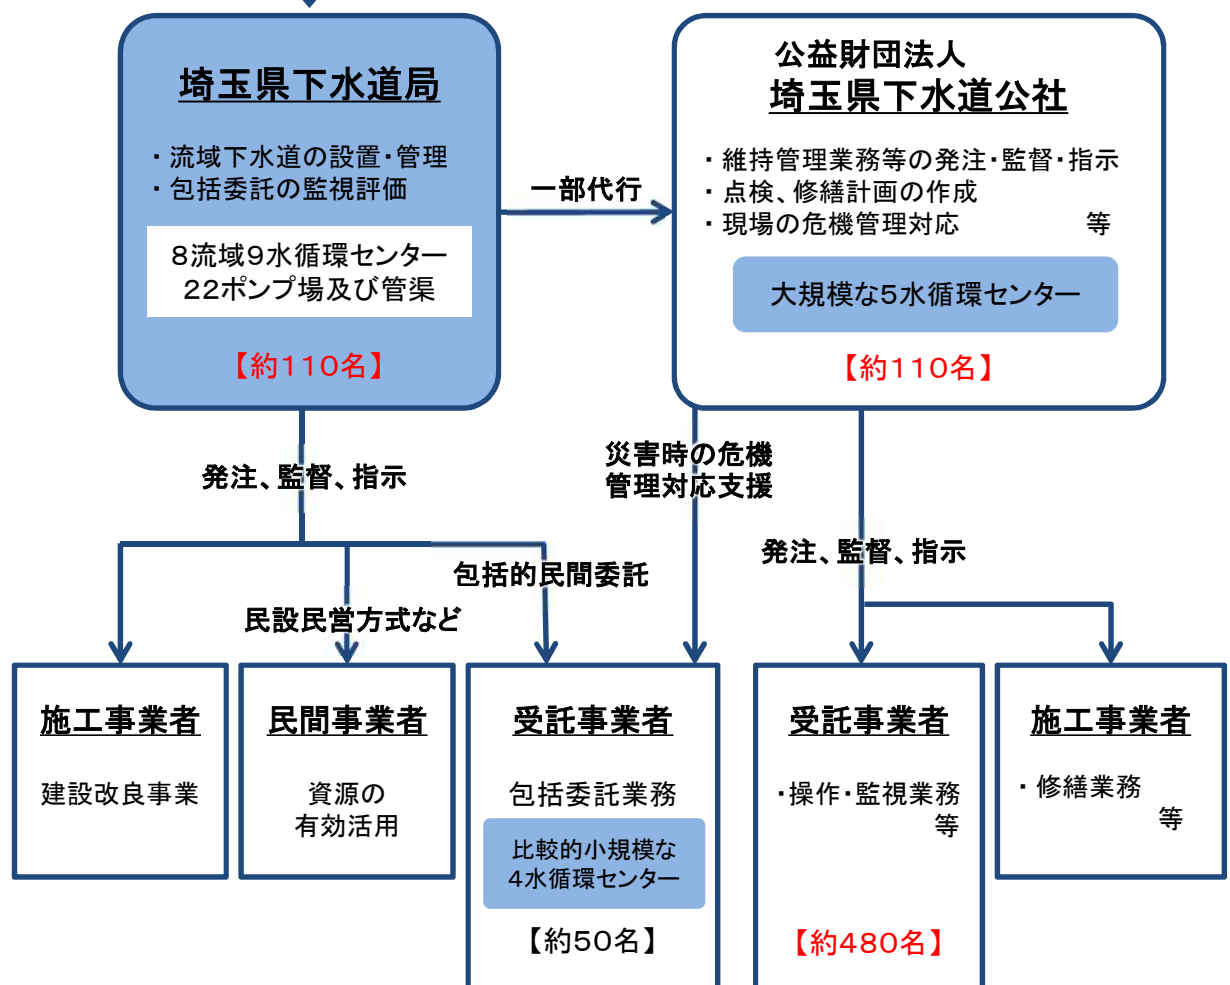 埼玉県下水道局
・流域下水道の設置・管理
・包括委託の監視評価
8流域9水循環センター
22ポンプ場及び管渠
【約110名】
一部代行
公益財団法人
埼玉県下水道公社
・維持管理業務等の発注・監督・指示
・点検、修繕計画の作成
・現場の危機管理対応 等
大規模な5水循環センター
【約110名】
発注、監督、指示
災害時の危機
管理対応支援
発注、監督、指示
包括的民間委託
民設民営方式など
施工事業者
建設改良事業
民間事業者
資源の
有効活用
受託事業者
包括委託業務
比較的小規模な
4水循環センター
【約50名】
受託事業者
・操作・監視業務
等
【約480名】
施工事業者
・修繕業務
等